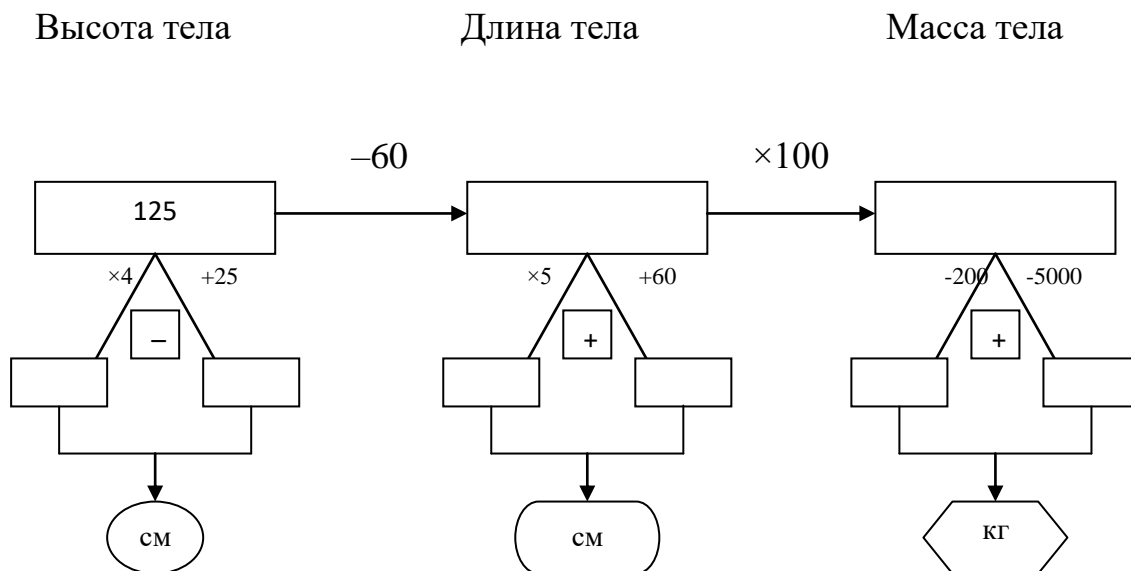 Высота тела Длина тела Масса тела
–60 ×100
125
×4 +25 ×5 +60 -200 -5000
– + +
см см кг